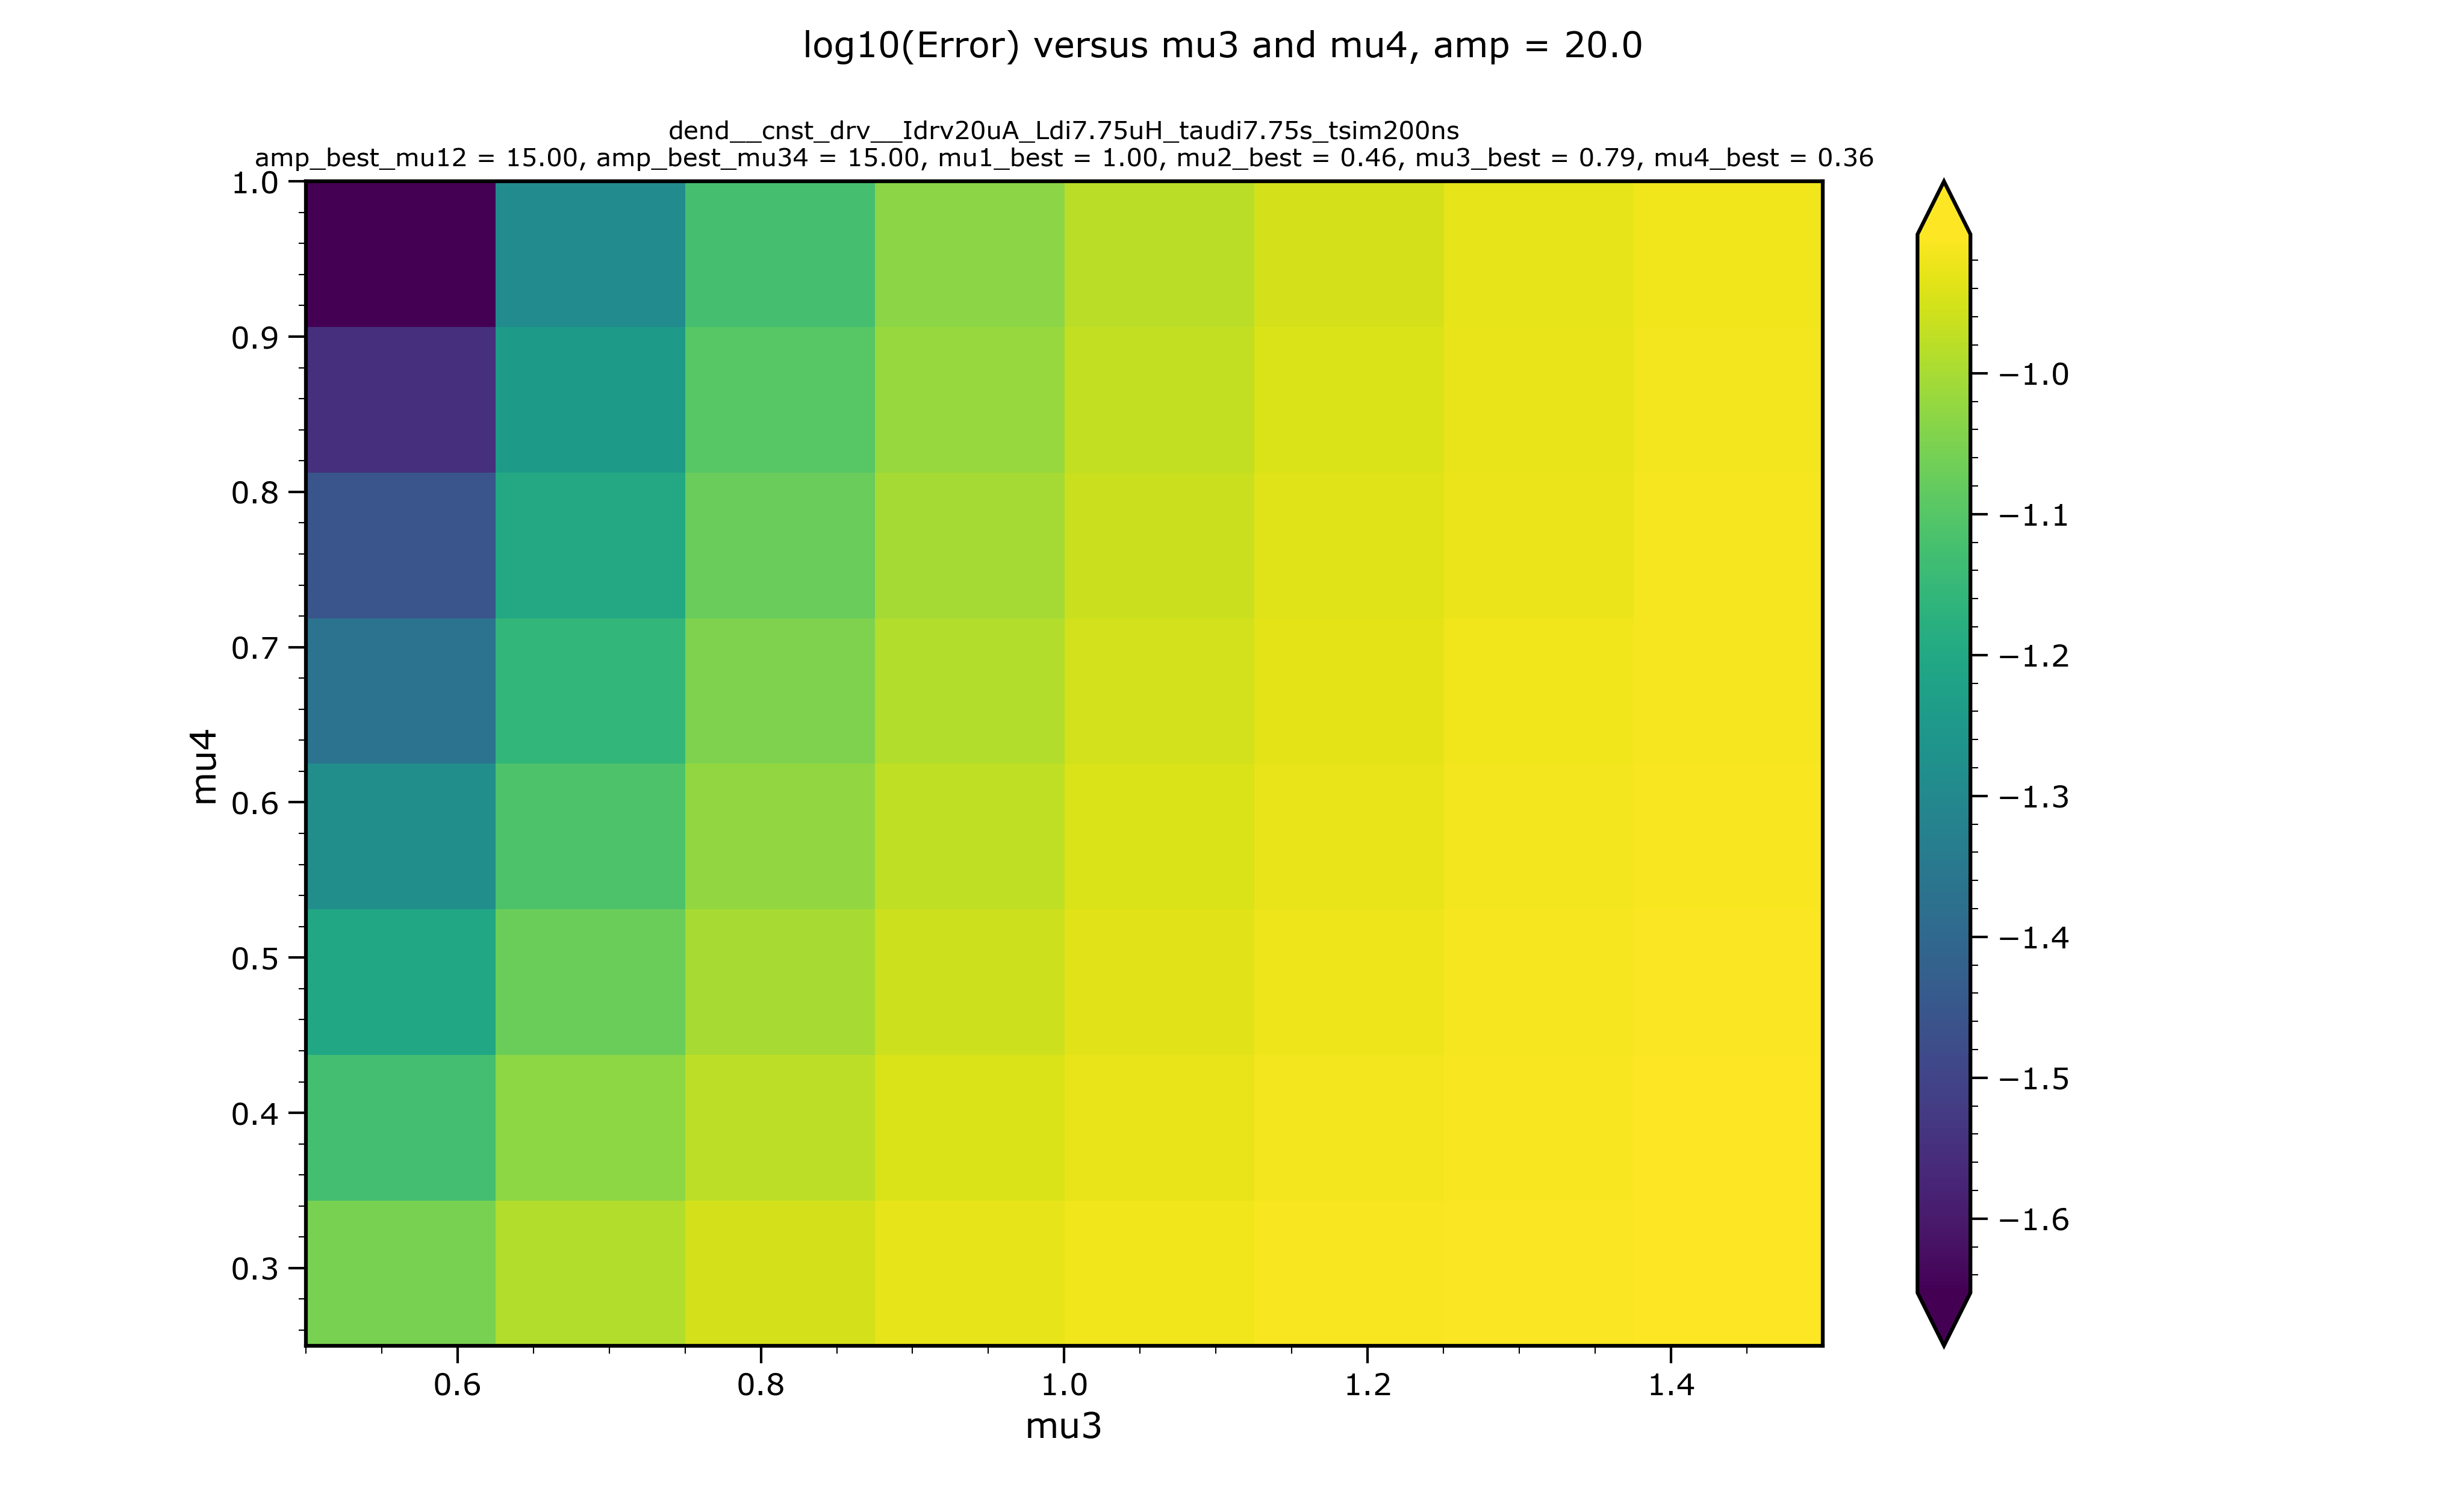 log10(Error) versus mu3 and mu4, amp = 20.0
dend__cnst_drv__Idrv20uA_Ldi7.75uH_taudi7.75s_tsim200ns
amp_best_mu12 = 15.00, amp_best_mu34 = 15.00, mu1_best = 1.00, mu2_best = 0.46, mu3_best = 0.79, mu4_best = 0.36
1.0
0.9
0.8
0.7
0.6
0.5
0.4
0.3
mu4
0.6 0.8 1.0 1.2 1.4
mu3
−1.0
−1.1
−1.2
−1.3
−1.4
−1.5
−1.6